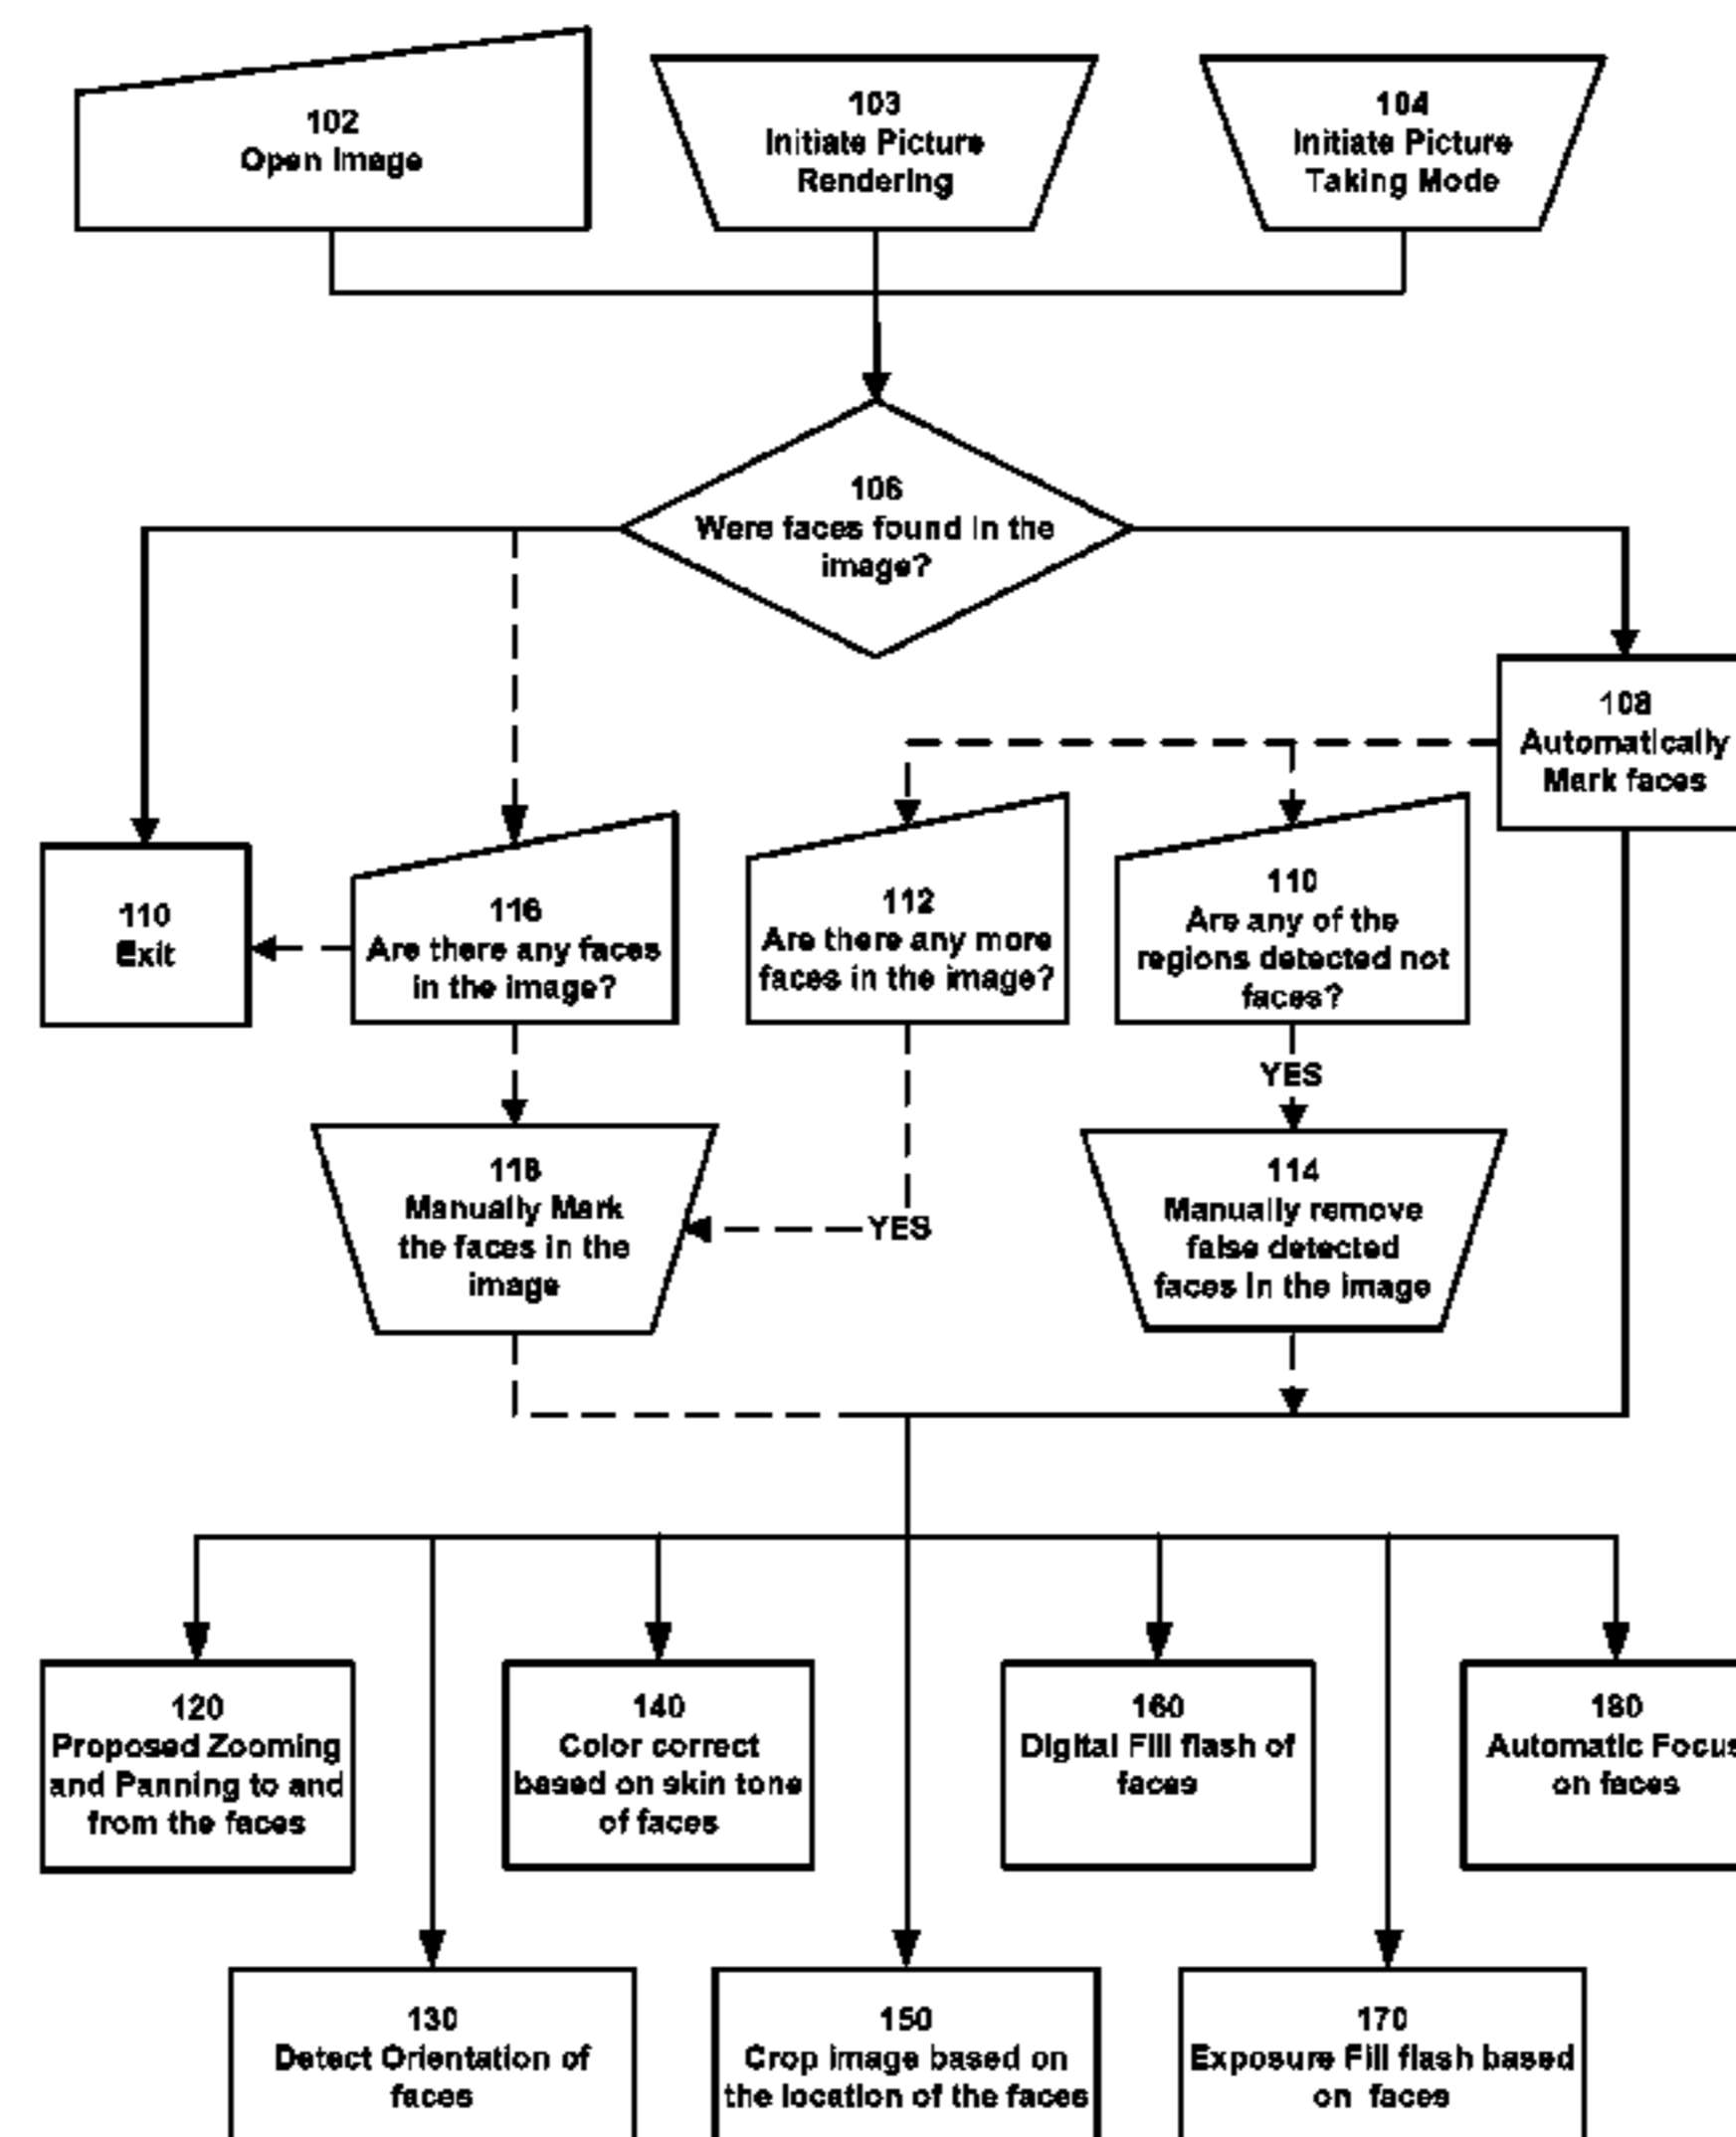 102
Open Image
103
Initiate Picture
Rendering
104
Initiate Picture
Taking Mode
106
Were faces found in the
image?
108
Automatically
Mark faces
110
Exit
116
Are there any faces
in the image?
112
Are there any more
faces in the image?
110
Are any of the
regions detected not
faces?
YES
118
Manually Mark
the faces in the
image
YES
114
Manually remove
false detected
faces in the image
120
Proposed Zooming
and Panning to and
from the faces
140
Color correct
based on skin tone
of faces
160
Digital Fill flash of
faces
180
Automatic Focus
on faces
130
Detect Orientation of
faces
150
Crop image based on
the location of the faces
170
Exposure Fill flash based
on faces